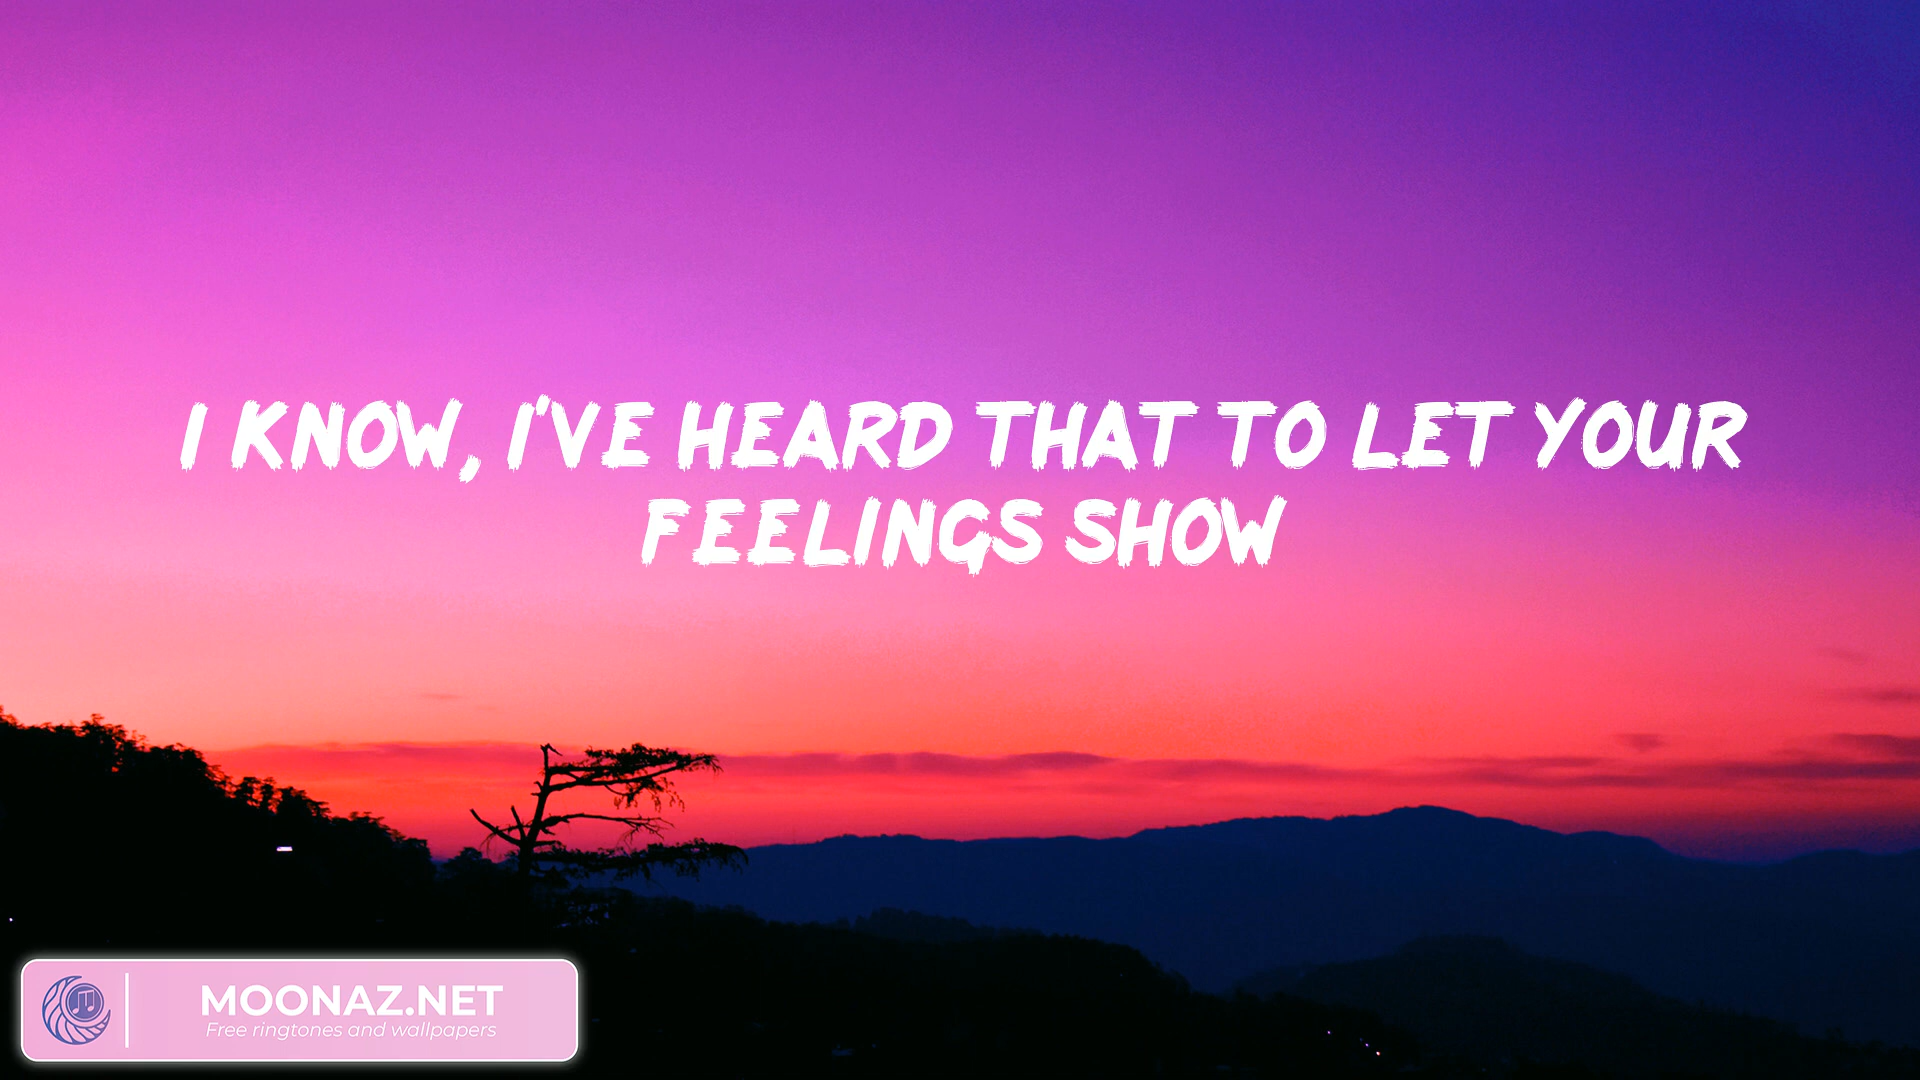 I KNOW, I'VE HEARD THAT TO LET YOUR
FEELINGS SHOW
MOONAZ.NET
Free ringtones and wallpapers